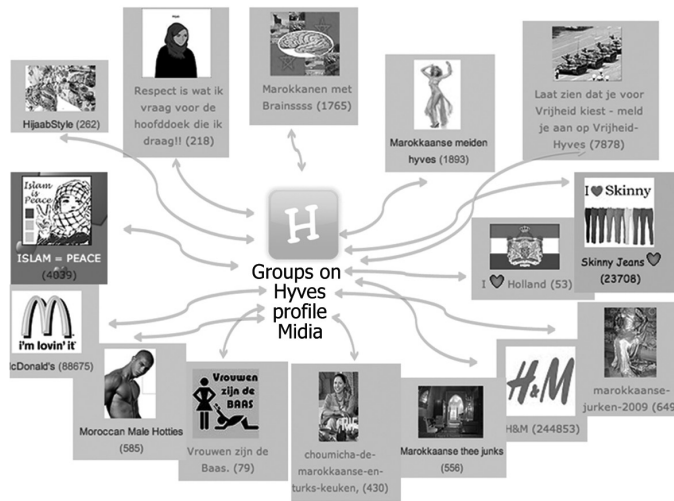 HijaabStyle (262)
Respect is wat ik
vraag voor de
hoofddoek die ik
draag!! (218)
Marokkanen met
Brainssss (1765)
Marokkaanse meiden
hyves (1893)
Laat zien dat je voor
Vrijheid kiest - meld
je aan op Vrijheid-
Hyves (7878)
Islam
is
Peace
ISLAM = PEACE
(4039)
H
Groups on
Hyves
profile
Midia
I ❤ Skinny
Skinny Jeans ❤
(23708)
I ❤ Holland (53)
i'm lovin' it
McDonald's (88675)
Moroccan Male Hotties
(585)
Vrouwen
zijn de
BAAS
Vrouwen zijn de
Baas. (79)
choumicha-de-
marokkaanse-en-
turks-keuken, (430)
Marokkaanse thee junks
(556)
H&M
H&M (244853)
marokkaanse-
jurken-2009 (649